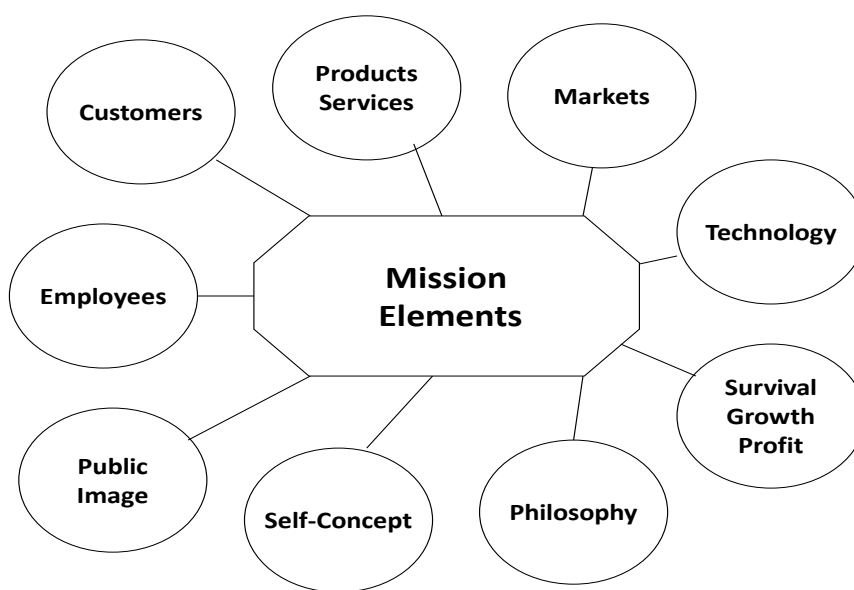 Products
Services
Markets
Customers
Technology
Mission
Elements
Employees
Survival
Growth
Profit
Public
Image
Self-Concept
Philosophy